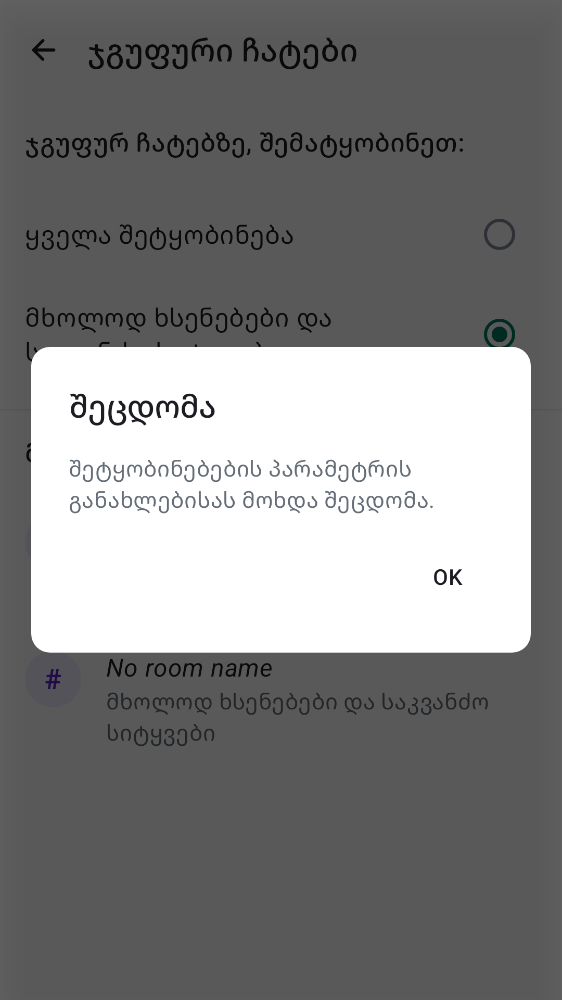 ჯგუფური ჩატები
ჯგუფურ ჩატებზე, შემატყობინეთ:
ყველა შეტყობინება
მხოლოდ ხსენებები და
შეცდომა
შეტყობინებების პარამეტრის
განახლებისას მოხდა შეცდომა.
OK
#
No room name
მხოლოდ ხსენებები და საკვანძო
სიტყვები